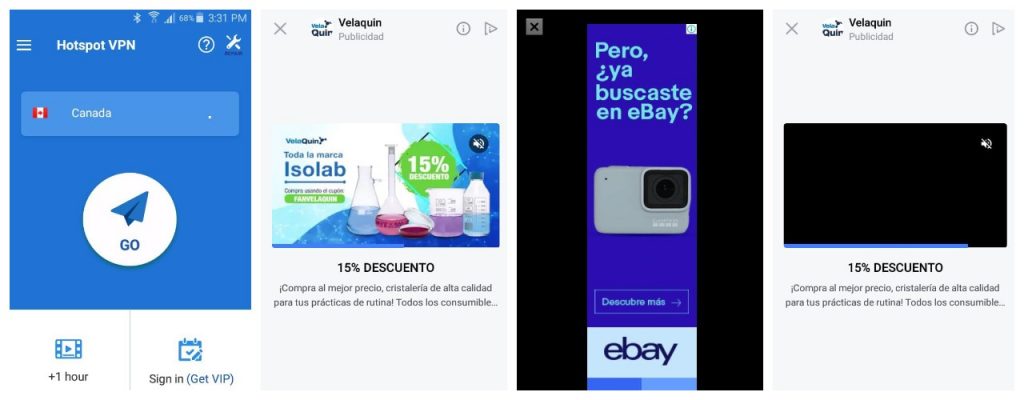 68% 3:31 PM
Hotspot VPN
Canada
GO
+1 hour
Sign in (Get VIP)
Velaquin
Publicidad
VelaQuin
Toda la marca
Isolab
15%
DESCUENTO
Compra usando el cupón:
FANVELAQUIN
15% DESCUENTO
¡Compra al mejor precio, cristalería de alta calidad
para tus prácticas de rutina! Todos los consumible...
Pero,
¿ya
buscaste
en eBay?
Descubre más
ebay
Velaquin
Publicidad
15% DESCUENTO
¡Compra al mejor precio, cristalería de alta calidad
para tus prácticas de rutina! Todos los consumible...